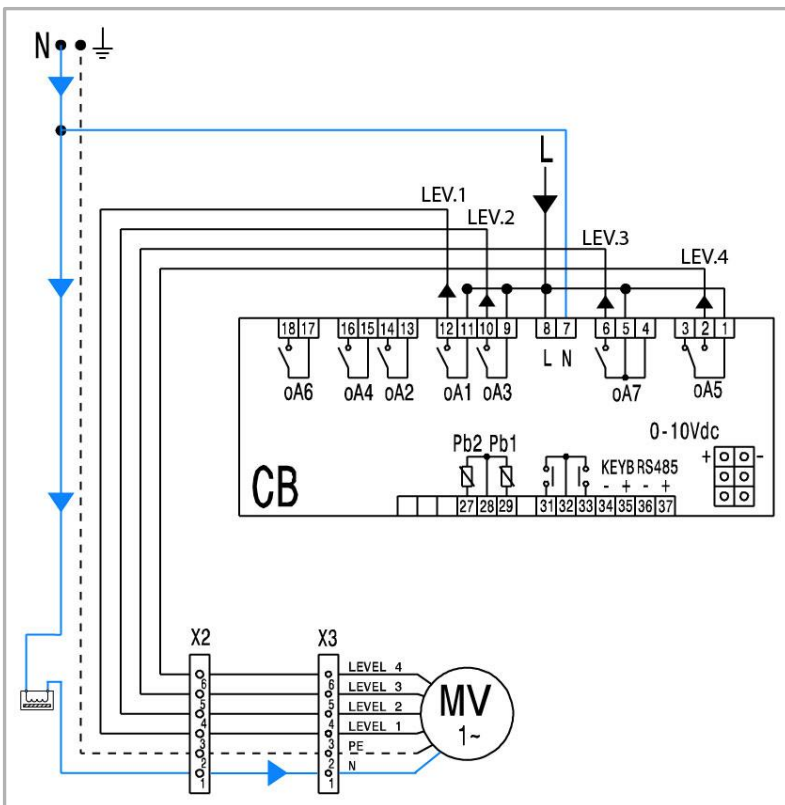 N
L
LEV.1
LEV.2
LEV.3
LEV.4
18 17 16 15 14 13 12 11 10 9 8 7 6 5 4 3 2 1
L N
oA6 oA4 oA2 oA1 oA3 oA7 oA5
0-10Vdc
+ -
Pb2 Pb1
KEYB RS485
- + - +
CB
27 28 29 31 32 33 34 35 36 37
X2 X3
6 5 4 3 2 1
6 5 4 3 2 1
LEVEL 4
LEVEL 3
LEVEL 2
LEVEL 1
PE
N
MV
1~